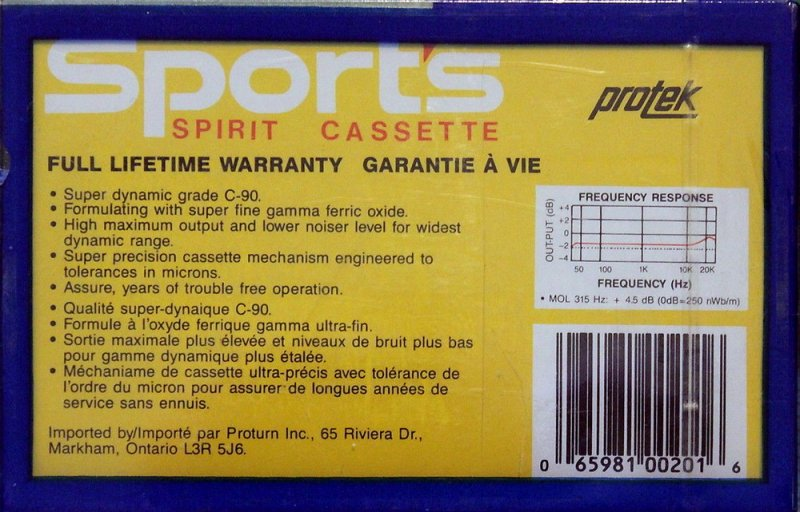 Sport's
SPIRIT CASSETTE
protek
FULL LIFETIME WARRANTY GARANTIE À VIE
• Super dynamic grade C-90.
• Formulating with super fine gamma ferric oxide.
• High maximum output and lower noiser level for widest
dynamic range.
• Super precision cassette mechanism engineered to
tolerances in microns.
• Assure, years of trouble free operation.
• Qualité super-dynaique C-90.
• Formule à l'oxyde ferrique gamma ultra-fin.
• Sortie maximale plus élevée et niveaux de bruit plus bas
pour gamme dynamique plus étalée.
• Méchaniame de cassette ultra-précis avec tolérance de
l'ordre du micron pour assurer de longues années de
service sans ennuis.
Imported by/Importé par Proturn Inc., 65 Riviera Dr.,
Markham, Ontario L3R 5J6.
FREQUENCY RESPONSE
OUT-PUT (dB)
+4
+2
0
-2
-4
50 100 1K 10K 20K
FREQUENCY (Hz)
• MOL 315 Hz: + 4.5 dB (0dB=250 nWb/m)
0 65981 00201 6